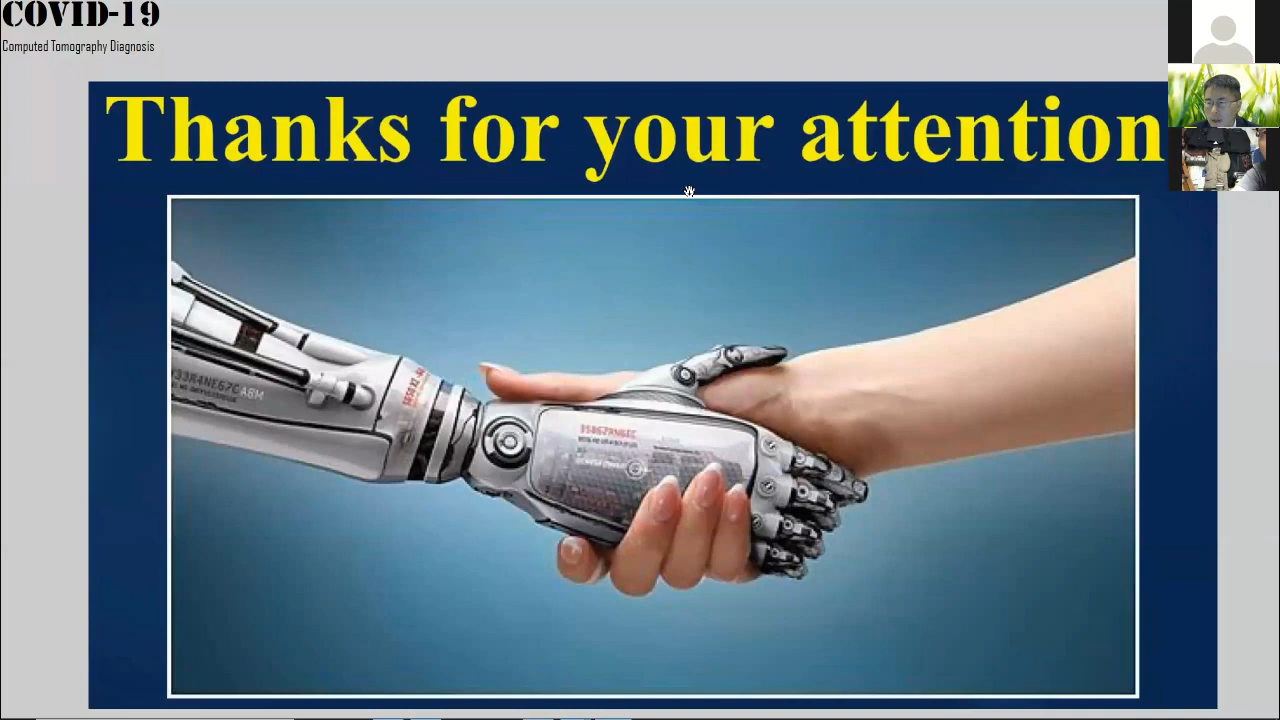 COVID-19
Computed Tomography Diagnosis
Thanks for your attention